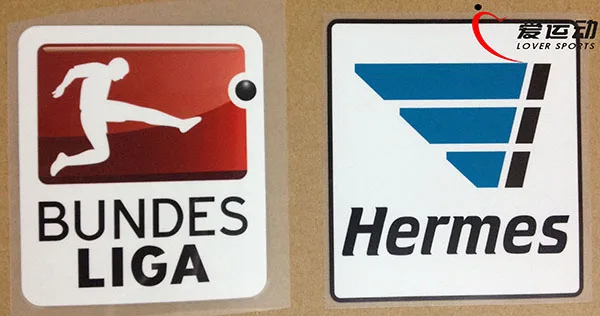 BUNDES
LIGA
Hermes
爱运动
LOVER SPORTS